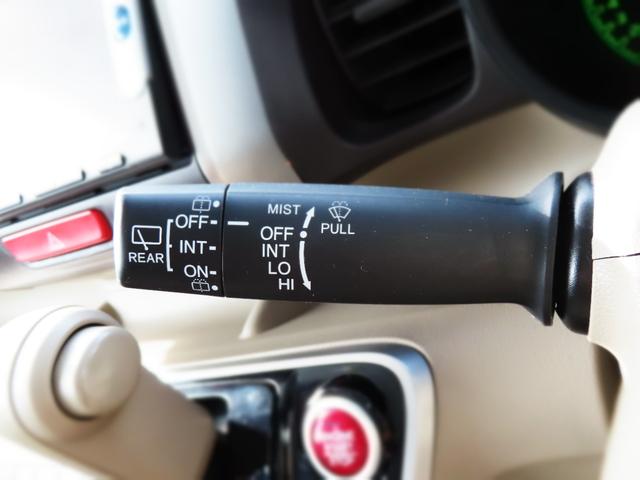 REAR
OFF
INT
ON
MIST
OFF
INT
LO
HI
PULL